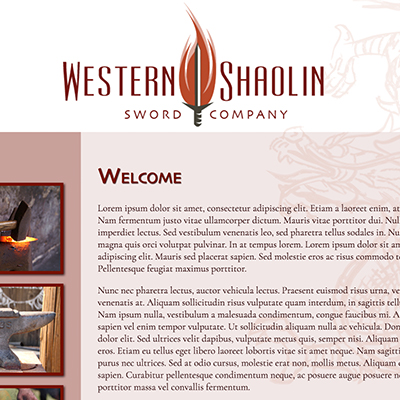 WESTERN SHAOLIN
SWORD COMPANY
WELCOME
Lorem ipsum dolor sit amet, consectetur adipiscing elit. Etiam a laoreet enim, at
Nam fermentum justo vitae ullamcorper dictum. Mauris vitae porttitor dui. Nul
imperdiet lectus. Sed vestibulum venenatis leo, sed pharetra tellus sodales in. Nu
magna quis orci volutpat pulvinar. In at tempus lorem. Lorem ipsum dolor sit am
adipiscing elit. Mauris sed placerat sapien. Sed molestie eros ac risus commodo te
Pellentesque feugiat maximus porttitor.
Nunc nec pharetra lectus, auctor vehicula lectus. Praesent euismod risus urna, ve
venenatis at. Aliquam sollicitudin risus vulputate quam interdum, in sagittis tell
Nam ipsum nulla, vestibulum a malesuada condimentum, congue faucibus mi. A
sapien vel enim tempor vulputate. Ut sollicitudin aliquam nulla ac vehicula. Don
dolor elit. Sed ultrices velit dapibus, vulputate metus quis, semper nisi. Aliquam
eros. Etiam eu tellus eget libero laoreet lobortis vitae sit amet neque. Nam sagitti
purus nec ultrices. Sed at odio cursus, molestie erat non, mollis metus. Aliquam e
sapien. Curabitur pellentesque condimentum neque, ac posuere augue posuere ne
porttitor massa vel convallis fermentum.